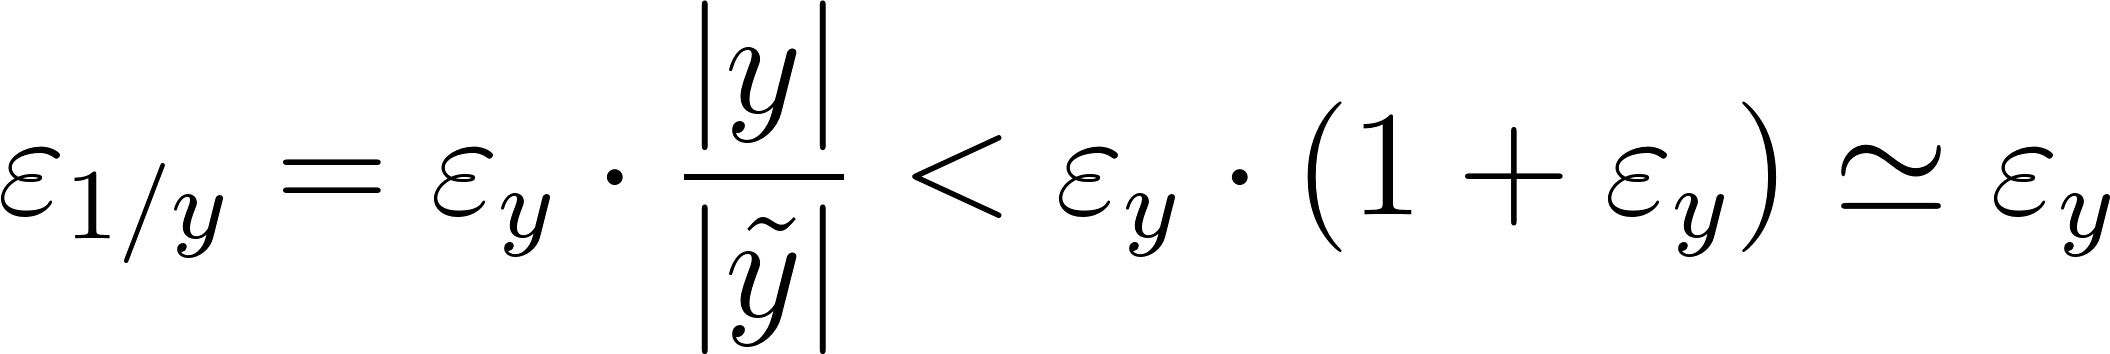 ε_{1/y} = ε_y · |y| / |ỹ| < ε_y · (1 + ε_y) ≃ ε_y